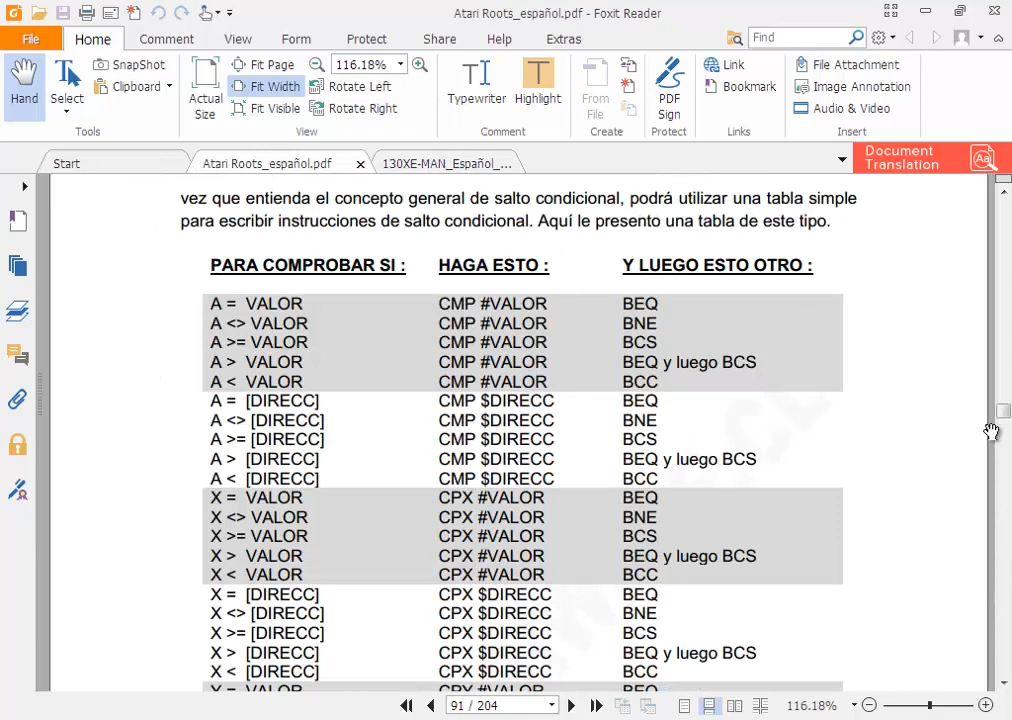 Atari Roots_español.pdf - Foxit Reader
File Home Comment View Form Protect Share Help Extras Find
Hand Select SnapShot Clipboard Actual Size Fit Page Fit Width Fit Visible 116.18% Rotate Left Rotate Right Typewriter Highlight From File PDF Sign Link Bookmark File Attachment Image Annotation Audio & Video
Tools View Comment Create Protect Links Insert
Start Atari Roots_español.pdf 130XE-MAN_Español_... Document Translation
vez que entienda el concepto general de salto condicional, podrá utilizar una tabla simple
para escribir instrucciones de salto condicional. Aquí le presento una tabla de este tipo.
PARA COMPROBAR SI : HAGA ESTO : Y LUEGO ESTO OTRO :
A = VALOR CMP #VALOR BEQ
A <> VALOR CMP #VALOR BNE
A >= VALOR CMP #VALOR BCS
A > VALOR CMP #VALOR BEQ y luego BCS
A < VALOR CMP #VALOR BCC
A = [DIRECC] CMP $DIRECC BEQ
A <> [DIRECC] CMP $DIRECC BNE
A >= [DIRECC] CMP $DIRECC BCS
A > [DIRECC] CMP $DIRECC BEQ y luego BCS
A < [DIRECC] CMP $DIRECC BCC
X = VALOR CPX #VALOR BEQ
X <> VALOR CPX #VALOR BNE
X >= VALOR CPX #VALOR BCS
X > VALOR CPX #VALOR BEQ y luego BCS
X < VALOR CPX #VALOR BCC
X = [DIRECC] CPX $DIRECC BEQ
X <> [DIRECC] CPX $DIRECC BNE
X >= [DIRECC] CPX $DIRECC BCS
X > [DIRECC] CPX $DIRECC BEQ y luego BCS
X < [DIRECC] CPX $DIRECC BCC
91 / 204 116.18%